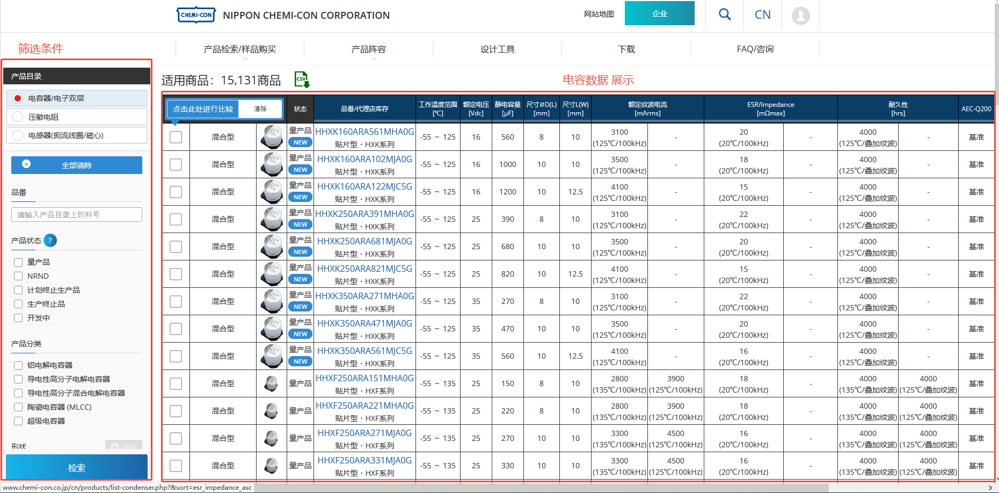 CHEMI-CON
NIPPON CHEMI-CON CORPORATION
网站地图
企业
CN
筛选条件
产品检索/样品购买
产品阵容
设计工具
下载
FAQ/咨询
产品目录
电容器/电子双层
压敏电阻
电感器(扼流线圈/磁心)
全部清除
品番
请输入产品目录上的料号
产品状态 ?
量产品
NRND
计划终止生产品
生产终止品
开发中
产品分类
铝电解电容器
导电性高分子电解电容器
导电性高分子混合电解电容器
陶瓷电容器 (MLCC)
超级电容器
形状
清除
检索
适用商品：15,131商品
CSV
电容数据 展示
点击此处进行比较 清除 状态 品番/代理店库存 工作温度范围 [℃] 额定电压 [Vdc] 静电容量 [μF] 尺寸∅D(L) [mm] 尺寸L(W) [mm] 额定纹波电流 [mArms] ESR/Impedance [mΩmax] 耐久性 [hrs] AEC-Q200
混合型 量产品 NEW HHXK160ARA561MHA0G 贴片型・HXK系列 -55 ~ 125 16 560 8 10 3100 (125℃/100kHz) - 20 (20℃/100kHz) - 4000 (125℃/叠加纹波) - 基准
混合型 量产品 NEW HHXK160ARA102MJA0G 贴片型・HXK系列 -55 ~ 125 16 1000 10 10 3500 (125℃/100kHz) - 18 (20℃/100kHz) - 4000 (125℃/叠加纹波) - 基准
混合型 量产品 NEW HHXK160ARA122MJC5G 贴片型・HXK系列 -55 ~ 125 16 1200 10 12.5 4100 (125℃/100kHz) - 15 (20℃/100kHz) - 4000 (125℃/叠加纹波) - 基准
混合型 量产品 NEW HHXK250ARA391MHA0G 贴片型・HXK系列 -55 ~ 125 25 390 8 10 3100 (125℃/100kHz) - 22 (20℃/100kHz) - 4000 (125℃/叠加纹波) - 基准
混合型 量产品 NEW HHXK250ARA681MJA0G 贴片型・HXK系列 -55 ~ 125 25 680 10 10 3500 (125℃/100kHz) - 20 (20℃/100kHz) - 4000 (125℃/叠加纹波) - 基准
混合型 量产品 NEW HHXK250ARA821MJC5G 贴片型・HXK系列 -55 ~ 125 25 820 10 12.5 4100 (125℃/100kHz) - 15 (20℃/100kHz) - 4000 (125℃/叠加纹波) - 基准
混合型 量产品 NEW HHXK350ARA271MHA0G 贴片型・HXK系列 -55 ~ 125 35 270 8 10 3100 (125℃/100kHz) - 22 (20℃/100kHz) - 4000 (125℃/叠加纹波) - 基准
混合型 量产品 NEW HHXK350ARA471MJA0G 贴片型・HXK系列 -55 ~ 125 35 470 10 10 3500 (125℃/100kHz) - 20 (20℃/100kHz) - 4000 (125℃/叠加纹波) - 基准
混合型 量产品 NEW HHXK350ARA561MJC5G 贴片型・HXK系列 -55 ~ 125 35 560 10 12.5 4100 (125℃/100kHz) - 16 (20℃/100kHz) - 4000 (125℃/叠加纹波) - 基准
混合型 量产品 HHXF250ARA151MHA0G 贴片型・HXF系列 -55 ~ 135 25 150 8 10 2800 (135℃/100kHz) 3900 (125℃/100kHz) 18 (20℃/100kHz) - 4000 (135℃/叠加纹波) 4000 (125℃/叠加纹波) 基准
混合型 量产品 HHXF250ARA221MHA0G 贴片型・HXF系列 -55 ~ 135 25 220 8 10 2800 (135℃/100kHz) 3900 (125℃/100kHz) 18 (20℃/100kHz) - 4000 (135℃/叠加纹波) 4000 (125℃/叠加纹波) 基准
混合型 量产品 HHXF250ARA271MJA0G 贴片型・HXF系列 -55 ~ 135 25 270 10 10 3300 (135℃/100kHz) 4500 (125℃/100kHz) 16 (20℃/100kHz) - 4000 (135℃/叠加纹波) 4000 (125℃/叠加纹波) 基准
混合型 量产品 HHXF250ARA331MJA0G 贴片型・HXF系列 -55 ~ 135 25 330 10 10 3300 (135℃/100kHz) 4500 (125℃/100kHz) 16 (20℃/100kHz) - 4000 (135℃/叠加纹波) 4000 (125℃/叠加纹波) 基准
www.chemi-con.co.jp/cn/products/list-condenser.php?&sort=esr_impedance_asc